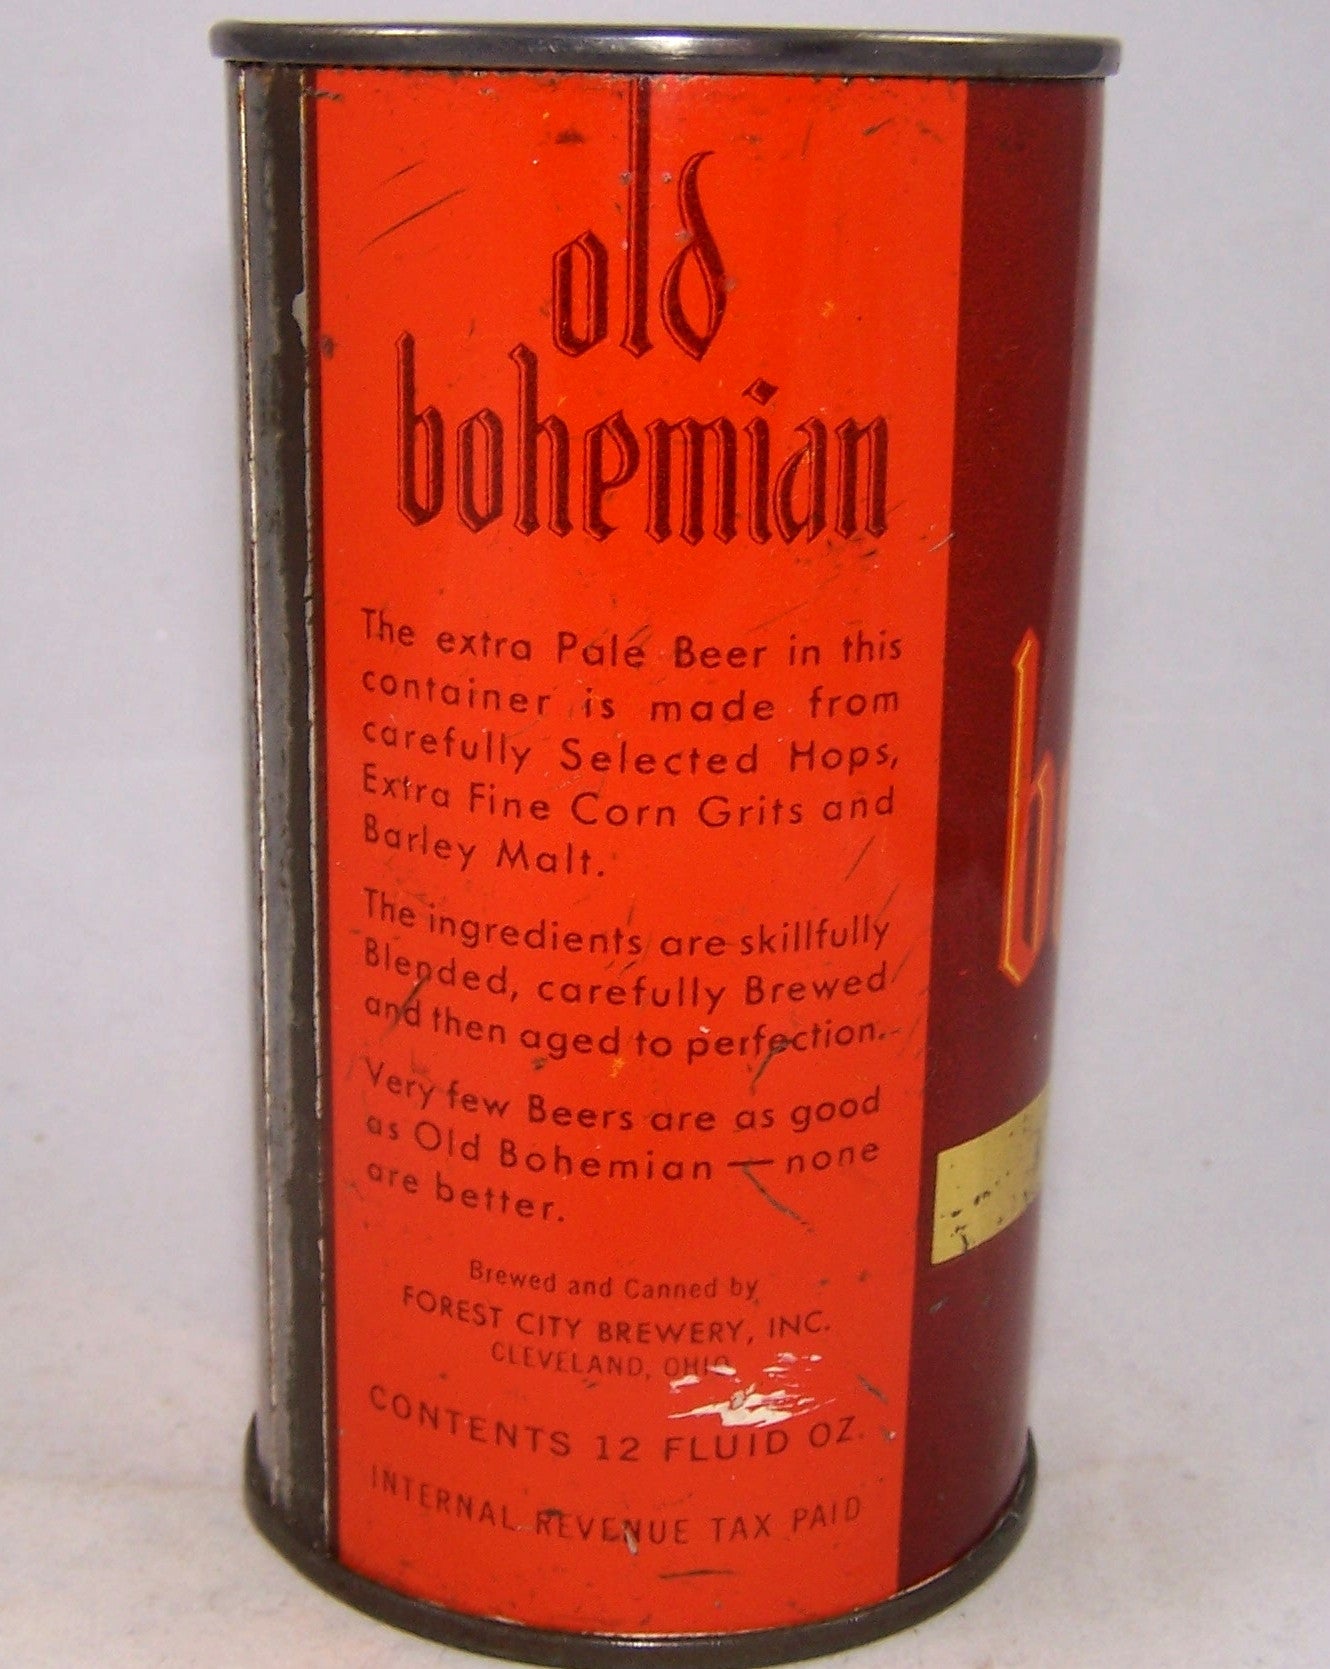 old
bohemian
The extra Pale Beer in this
container is made from
carefully Selected Hops,
Extra Fine Corn Grits and
Barley Malt.
The ingredients are skillfully
Blended, carefully Brewed
and then aged to perfection.
Very few Beers are as good
as Old Bohemian — none
are better.
Brewed and Canned by
FOREST CITY BREWERY, INC.
CLEVELAND, OHIO
CONTENTS 12 FLUID OZ.
INTERNAL REVENUE TAX PAID